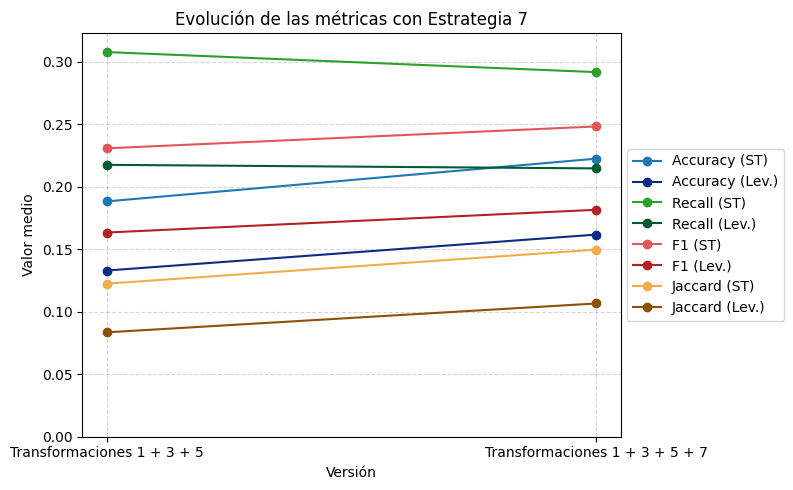 Evolución de las métricas con Estrategia 7
Valor medio
0.30
0.25
0.20
0.15
0.10
0.05
0.00
Transformaciones 1 + 3 + 5
Transformaciones 1 + 3 + 5 + 7
Versión
Accuracy (ST)
Accuracy (Lev.)
Recall (ST)
Recall (Lev.)
F1 (ST)
F1 (Lev.)
Jaccard (ST)
Jaccard (Lev.)